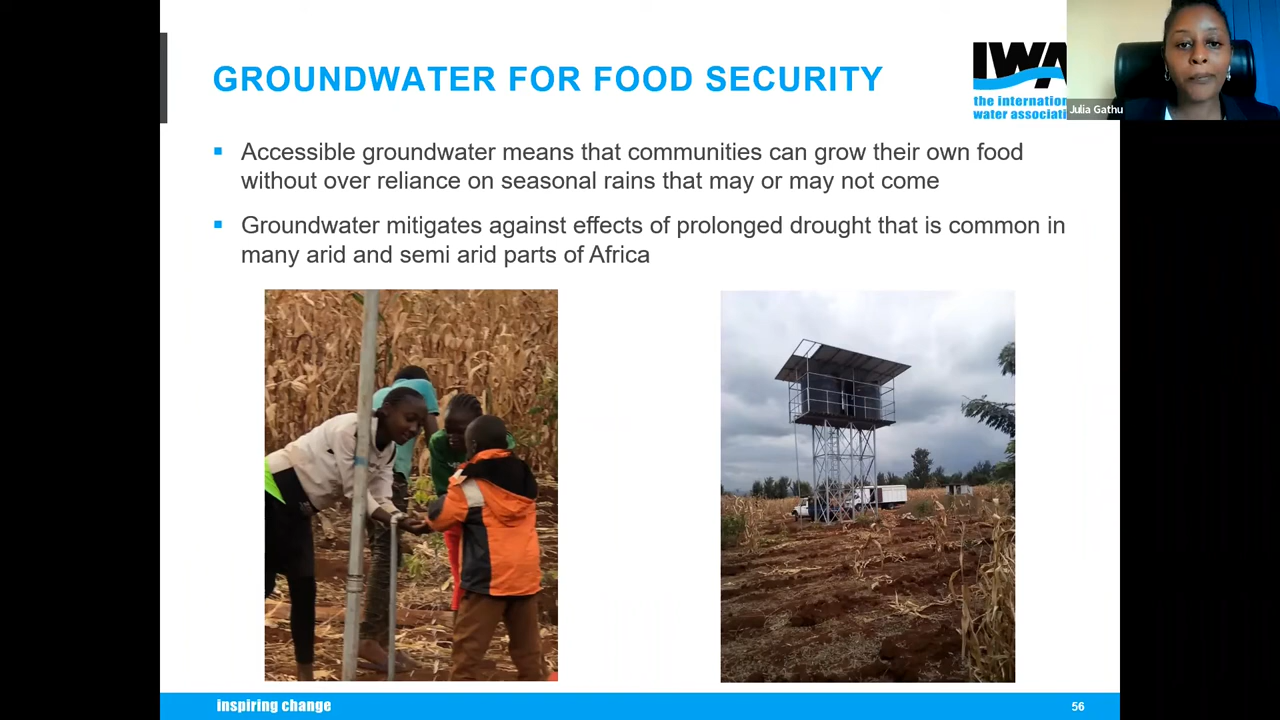 GROUNDWATER FOR FOOD SECURITY
IWA
the internation
water associati
Julia Gathu
▪ Accessible groundwater means that communities can grow their own food
without over reliance on seasonal rains that may or may not come
▪ Groundwater mitigates against effects of prolonged drought that is common in
many arid and semi arid parts of Africa
inspiring change
56